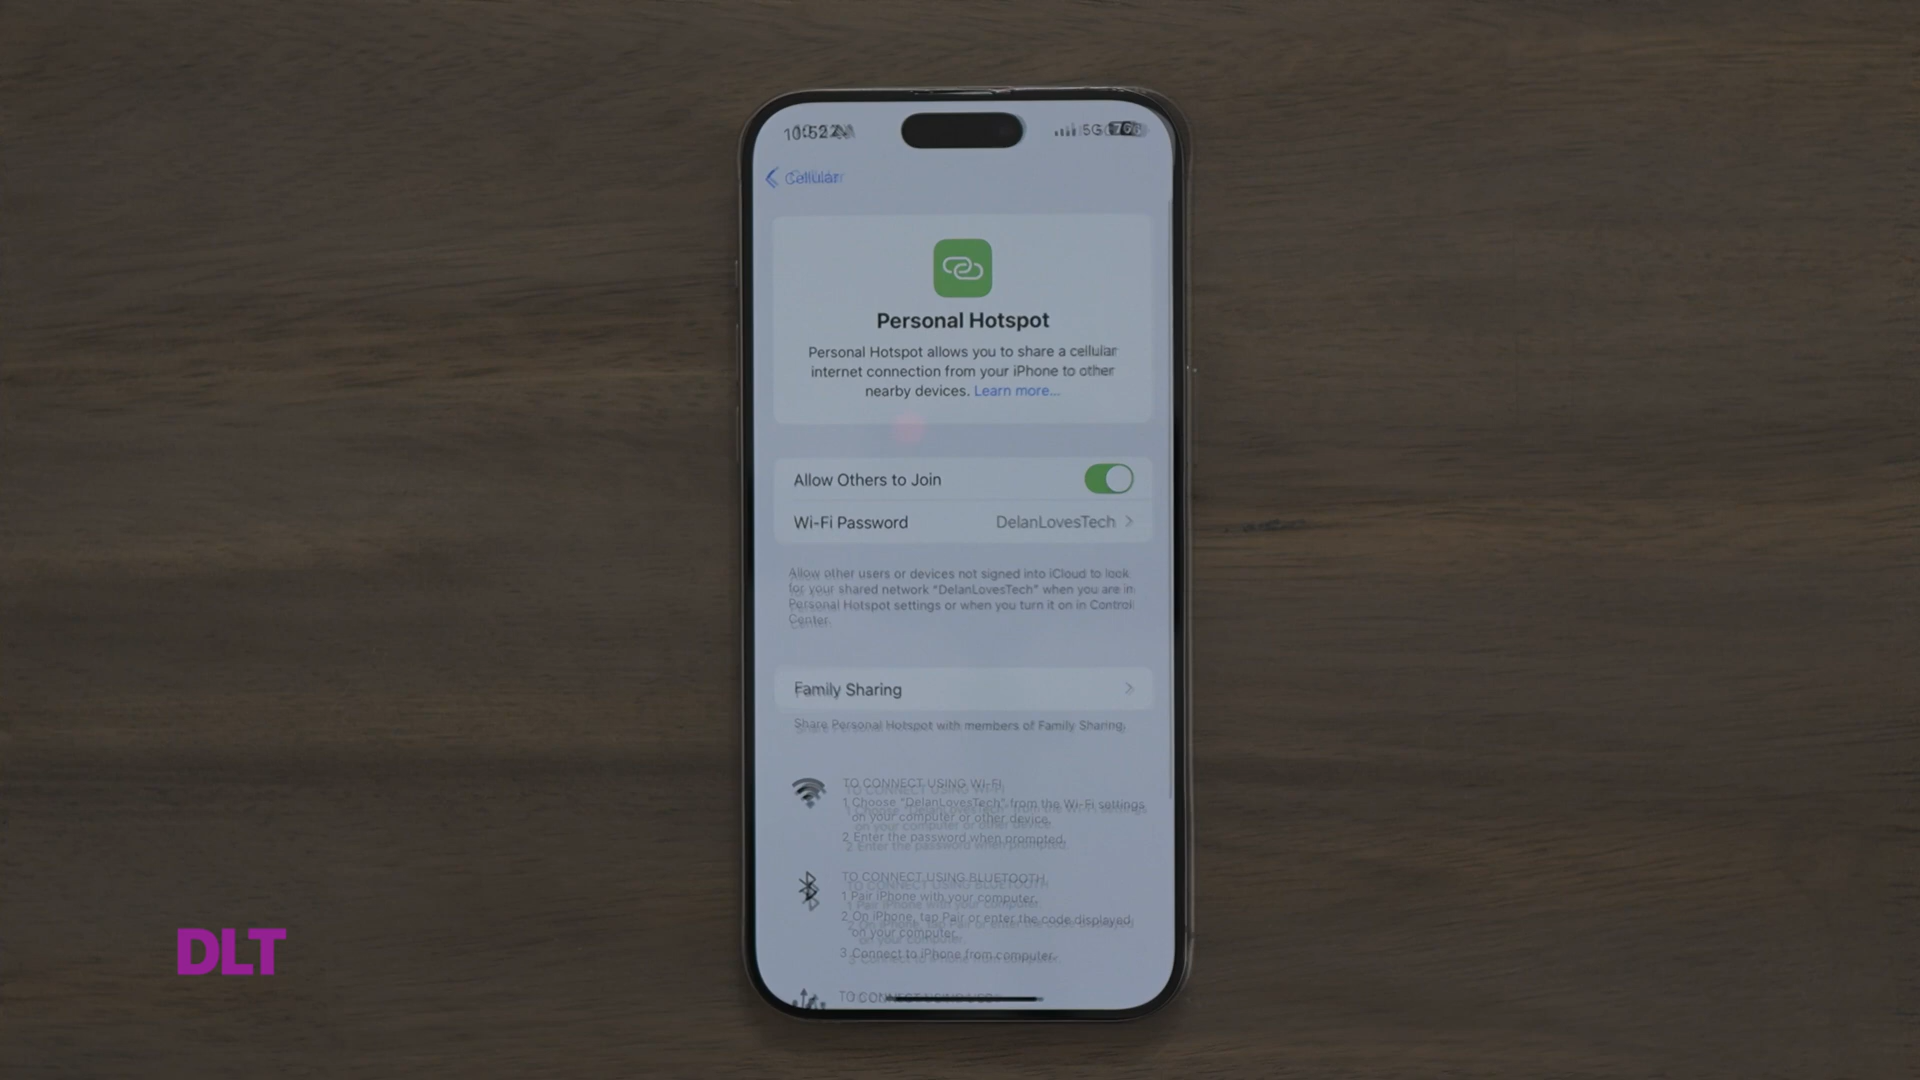 5G
Cellular
Personal Hotspot
Personal Hotspot allows you to share a cellular
internet connection from your iPhone to other
nearby devices. Learn more...
Allow Others to Join
Wi-Fi Password DelanLovesTech
Allow other users or devices not signed into iCloud to look
for your shared network "DelanLovesTech" when you are in
Personal Hotspot settings or when you turn it on in Control
Center.
Family Sharing
Share Personal Hotspot with members of Family Sharing.
TO CONNECT USING WI-FI
1 Choose "DelanLovesTech" from the Wi-Fi settings
on your computer or other device.
2 Enter the password when prompted.
TO CONNECT USING BLUETOOTH
1 Pair iPhone with your computer.
2 On iPhone, tap Pair or enter the code displayed
on your computer.
3 Connect to iPhone from computer.
DLT